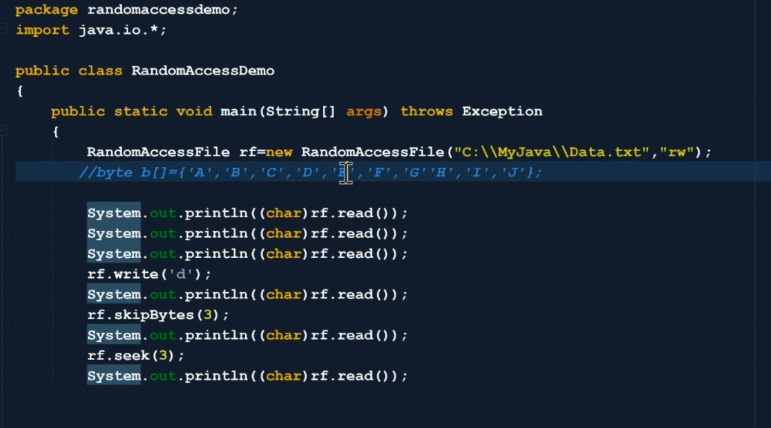 package randomaccessdemo;
import java.io.*;
public class RandomAccessDemo
{
public static void main(String[] args) throws Exception
{
RandomAccessFile rf=new RandomAccessFile("C:\\MyJava\\Data.txt","rw");
//byte b[]={'A','B','C','D','E','F','G''H','I','J'};
System.out.println((char)rf.read());
System.out.println((char)rf.read());
System.out.println((char)rf.read());
rf.write('d');
System.out.println((char)rf.read());
rf.skipBytes(3);
System.out.println((char)rf.read());
rf.seek(3);
System.out.println((char)rf.read());